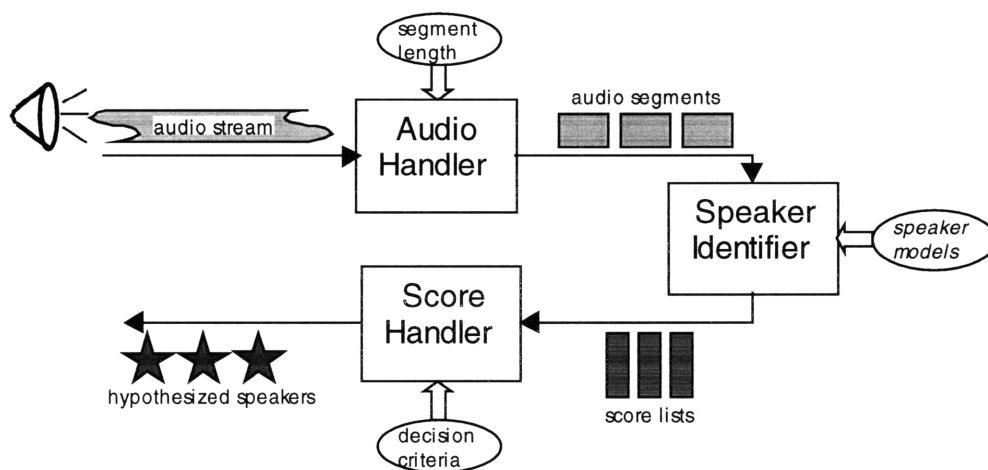 segment
length
audio stream
Audio
Handler
audio segments
Speaker
Identifier
speaker
models
Score
Handler
hypothesized speakers
score lists
decision
criteria